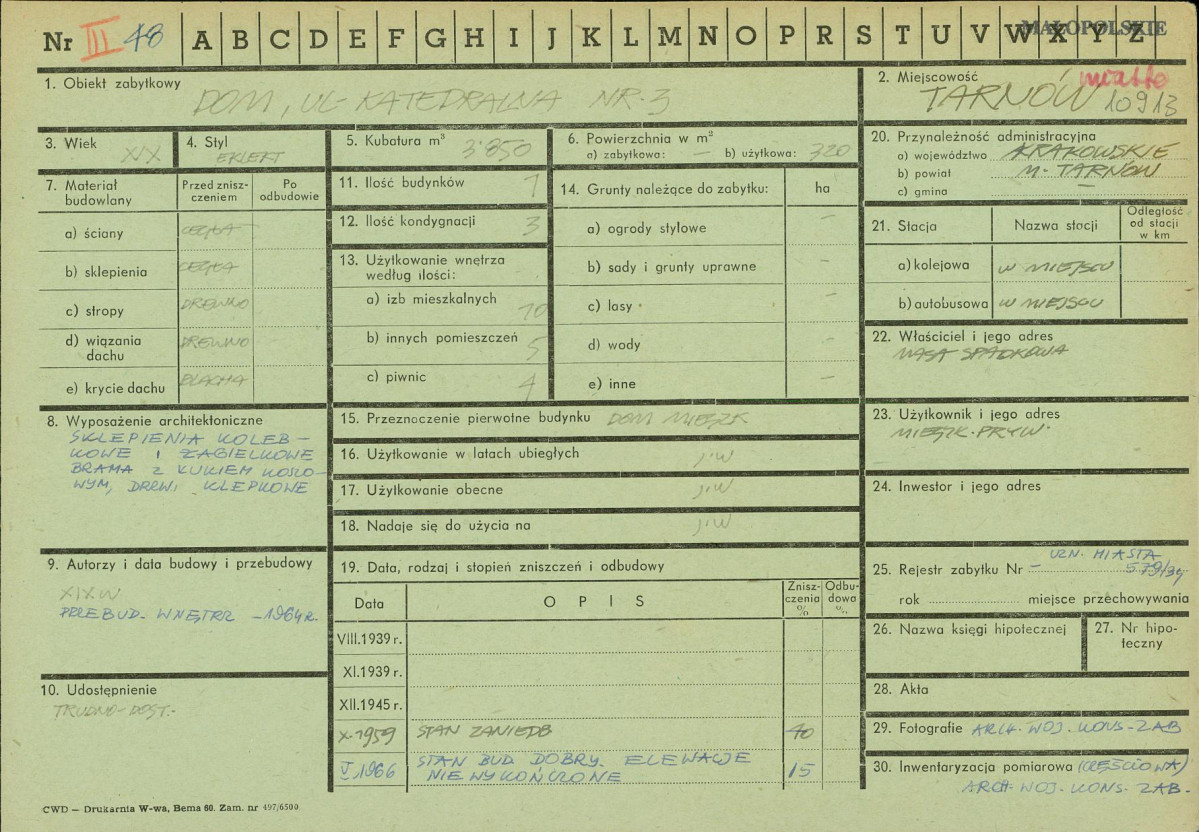 Nr III 48 A B C D E F G H I J K L M N O P R S T U V W X Y Z
MAŁOPOLSKIE
1. Obiekt zabytkowy
DOM, UL. KATEDRALNA NR. 3
2. Miejscowość miasto
TARNÓW 10913
3. Wiek
XIX
4. Styl
EKLEKT
5. Kubatura m³
3'850
6. Powierzchnia w m²
a) zabytkowa: — b) użytkowa: 320
7. Materiał budowlany
Przed zniszczeniem
Po odbudowie
a) ściany CEGŁA
b) sklepienia CEGŁA
c) stropy DREWNO
d) wiązania dachu DREWNO
e) krycie dachu BLACHA
8. Wyposażenie architektoniczne
SKLEPIENIA KOLEB-
KOWE I ŻAGIELKOWE
BRAMA Z ŁUKIEM KOSZO-
WYM, DRZWI KLEPKOWE
9. Autorzy i data budowy i przebudowy
XIX W
PRZEBUD. WNĘTRZ - 1964 r.
10. Udostępnienie
TRUDNO-DOST.-
11. Ilość budynków 1
12. Ilość kondygnacji 3
13. Użytkowanie wnętrza
według ilości:
a) izb mieszkalnych 10
b) innych pomieszczeń 5
c) piwnic 4
14. Grunty należące do zabytku: ha
a) ogrody stylowe —
b) sady i grunty uprawne —
c) lasy —
d) wody —
e) inne —
15. Przeznaczenie pierwotne budynku DOM MIESZK
16. Użytkowanie w latach ubiegłych j.w
17. Użytkowanie obecne j.w
18. Nadaje się do użycia na j.w
19. Data, rodzaj i stopień zniszczeń i odbudowy
Data OPIS Zniszczenia % Odbudowa %
VIII.1939 r.
XI.1939 r.
XII.1945 r.
X-1959 STAN ZANIEDB 40
V 1966 STAN BUD DOBRY. ELEWACJE
NIEWYKOŃCZONE 15
20. Przynależność administracyjna
a) województwo KRAKOWSKIE
b) powiat M. TARNÓW
c) gmina —
21. Stacja Nazwa stacji Odległość od stacji w km
a) kolejowa W MIEJSCU
b) autobusowa W MIEJSCU
22. Właściciel i jego adres
MASA SPADKOWA
23. Użytkownik i jego adres
MIESZK. PRYW.
24. Inwestor i jego adres
URN. MIASTA
25. Rejestr zabytku Nr — 579/39
rok miejsce przechowywania
26. Nazwa księgi hipotecznej
27. Nr hipoteczny
28. Akta
29. Fotografie ARCH. WOJ. KONS. ZAB
30. Inwentaryzacja pomiarowa (CZĘŚCIOWA)
ARCH. WOJ. KONS. ZAB.
CWD — Drukarnia W-wa, Bema 60. Zam. nr 497/6500